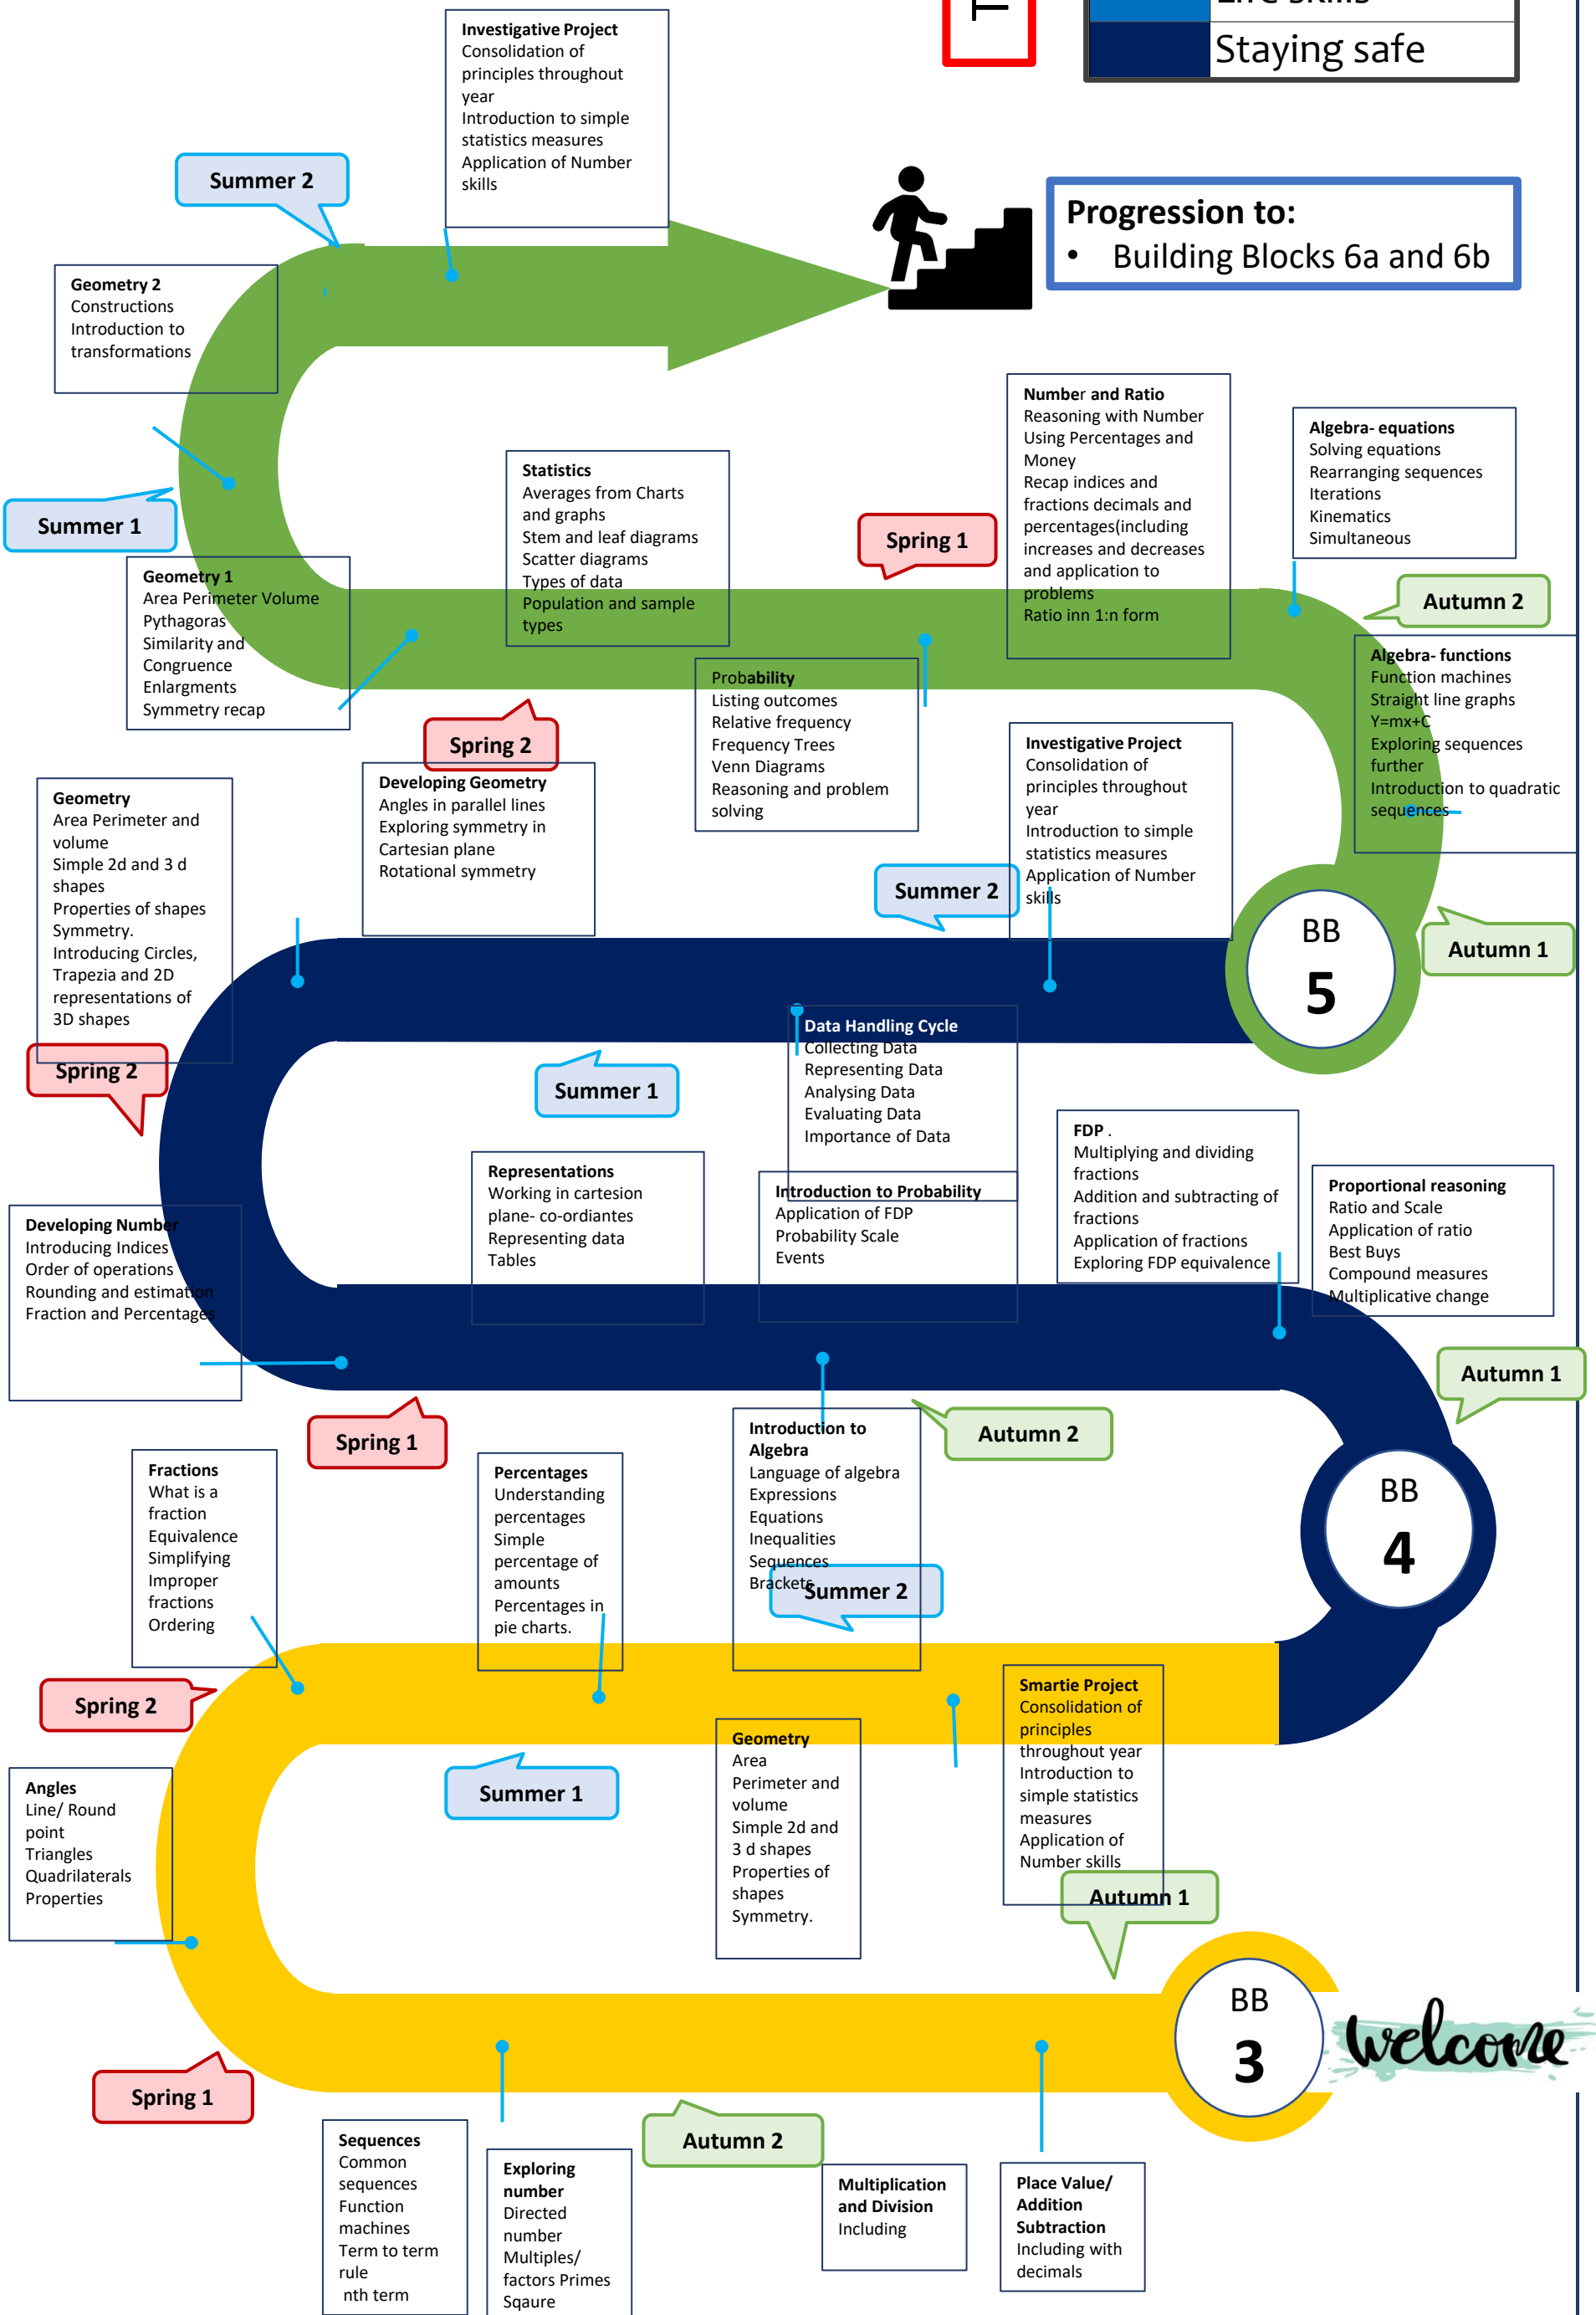 T
Life skills
Staying safe
Investigative Project
Consolidation of
principles throughout
year
Introduction to simple
statistics measures
Application of Number
skills
Summer 2
Progression to:
• Building Blocks 6a and 6b
Geometry 2
Constructions
Introduction to
transformations
Number and Ratio
Reasoning with Number
Using Percentages and
Money
Recap indices and
fractions decimals and
percentages(including
increases and decreases
and application to
problems
Ratio inn 1:n form
Algebra- equations
Solving equations
Rearranging sequences
Iterations
Kinematics
Simultaneous
Statistics
Averages from Charts
and graphs
Stem and leaf diagrams
Scatter diagrams
Types of data
Population and sample
types
Summer 1
Spring 1
Geometry 1
Area Perimeter Volume
Pythagoras
Similarity and
Congruence
Enlargments
Symmetry recap
Autumn 2
Algebra- functions
Function machines
Straight line graphs
Y=mx+C
Exploring sequences
further
Introduction to quadratic
sequences
Probability
Listing outcomes
Relative frequency
Frequency Trees
Venn Diagrams
Reasoning and problem
solving
Spring 2
Investigative Project
Consolidation of
principles throughout
year
Introduction to simple
statistics measures
Application of Number
skills
Developing Geometry
Angles in parallel lines
Exploring symmetry in
Cartesian plane
Rotational symmetry
Geometry
Area Perimeter and
volume
Simple 2d and 3 d
shapes
Properties of shapes
Symmetry.
Introducing Circles,
Trapezia and 2D
representations of
3D shapes
Summer 2
BB
5
Autumn 1
Data Handling Cycle
Collecting Data
Representing Data
Analysing Data
Evaluating Data
Importance of Data
Spring 2
Summer 1
FDP .
Multiplying and dividing
fractions
Addition and subtracting of
fractions
Application of fractions
Exploring FDP equivalence
Representations
Working in cartesion
plane- co-ordiantes
Representing data
Tables
Introduction to Probability
Application of FDP
Probability Scale
Events
Proportional reasoning
Ratio and Scale
Application of ratio
Best Buys
Compound measures
Multiplicative change
Developing Number
Introducing Indices
Order of operations
Rounding and estimation
Fraction and Percentages
Autumn 1
Spring 1
Autumn 2
Introduction to
Algebra
Language of algebra
Expressions
Equations
Inequalities
Sequences
Brackets
Fractions
What is a
fraction
Equivalence
Simplifying
Improper
fractions
Ordering
Percentages
Understanding
percentages
Simple
percentage of
amounts
Percentages in
pie charts.
BB
4
Summer 2
Spring 2
Smartie Project
Consolidation of
principles
throughout year
Introduction to
simple statistics
measures
Application of
Number skills
Geometry
Area
Perimeter and
volume
Simple 2d and
3 d shapes
Properties of
shapes
Symmetry.
Angles
Line/ Round
point
Triangles
Quadrilaterals
Properties
Summer 1
Autumn 1
BB
3
welcome
Spring 1
Autumn 2
Sequences
Common
sequences
Function
machines
Term to term
rule
nth term
Exploring
number
Directed
number
Multiples/
factors Primes
Sqaure
Multiplication
and Division
Including
Place Value/
Addition
Subtraction
Including with
decimals